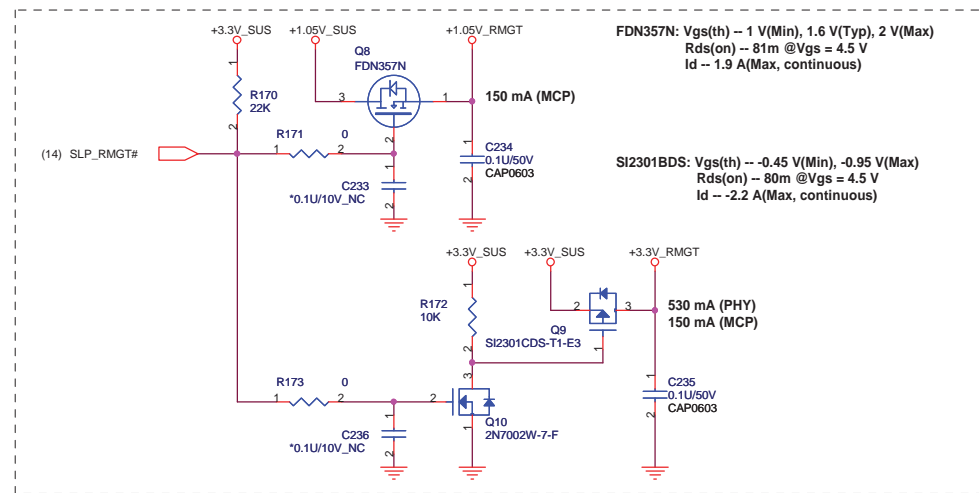 +3.3V_SUS
+1.05V_SUS
+1.05V_RMGT
Q8
FDN357N
FDN357N: Vgs(th) -- 1 V(Min), 1.6 V(Typ), 2 V(Max)
Rds(on) -- 81m @Vgs = 4.5 V
Id -- 1.9 A(Max, continuous)
1
R170
22K
2
3
1
150 mA (MCP)
2
R171
0
1
2
(14) SLP_RMGT#
1
C233
*0.1U/10V_NC
2
1
C234
0.1U/50V
CAP0603
2
SI2301BDS: Vgs(th) -- -0.45 V(Min), -0.95 V(Max)
Rds(on) -- 80m @Vgs = 4.5 V
Id -- -2.2 A(Max, continuous)
+3.3V_SUS
+3.3V_SUS
+3.3V_RMGT
1
R172
10K
2
2
3
530 mA (PHY)
150 mA (MCP)
Q9
SI2301CDS-T1-E3
1
R173
0
1
2
3
2
Q10
2N7002W-7-F
1
1
C236
*0.1U/10V_NC
2
1
C235
0.1U/50V
CAP0603
2